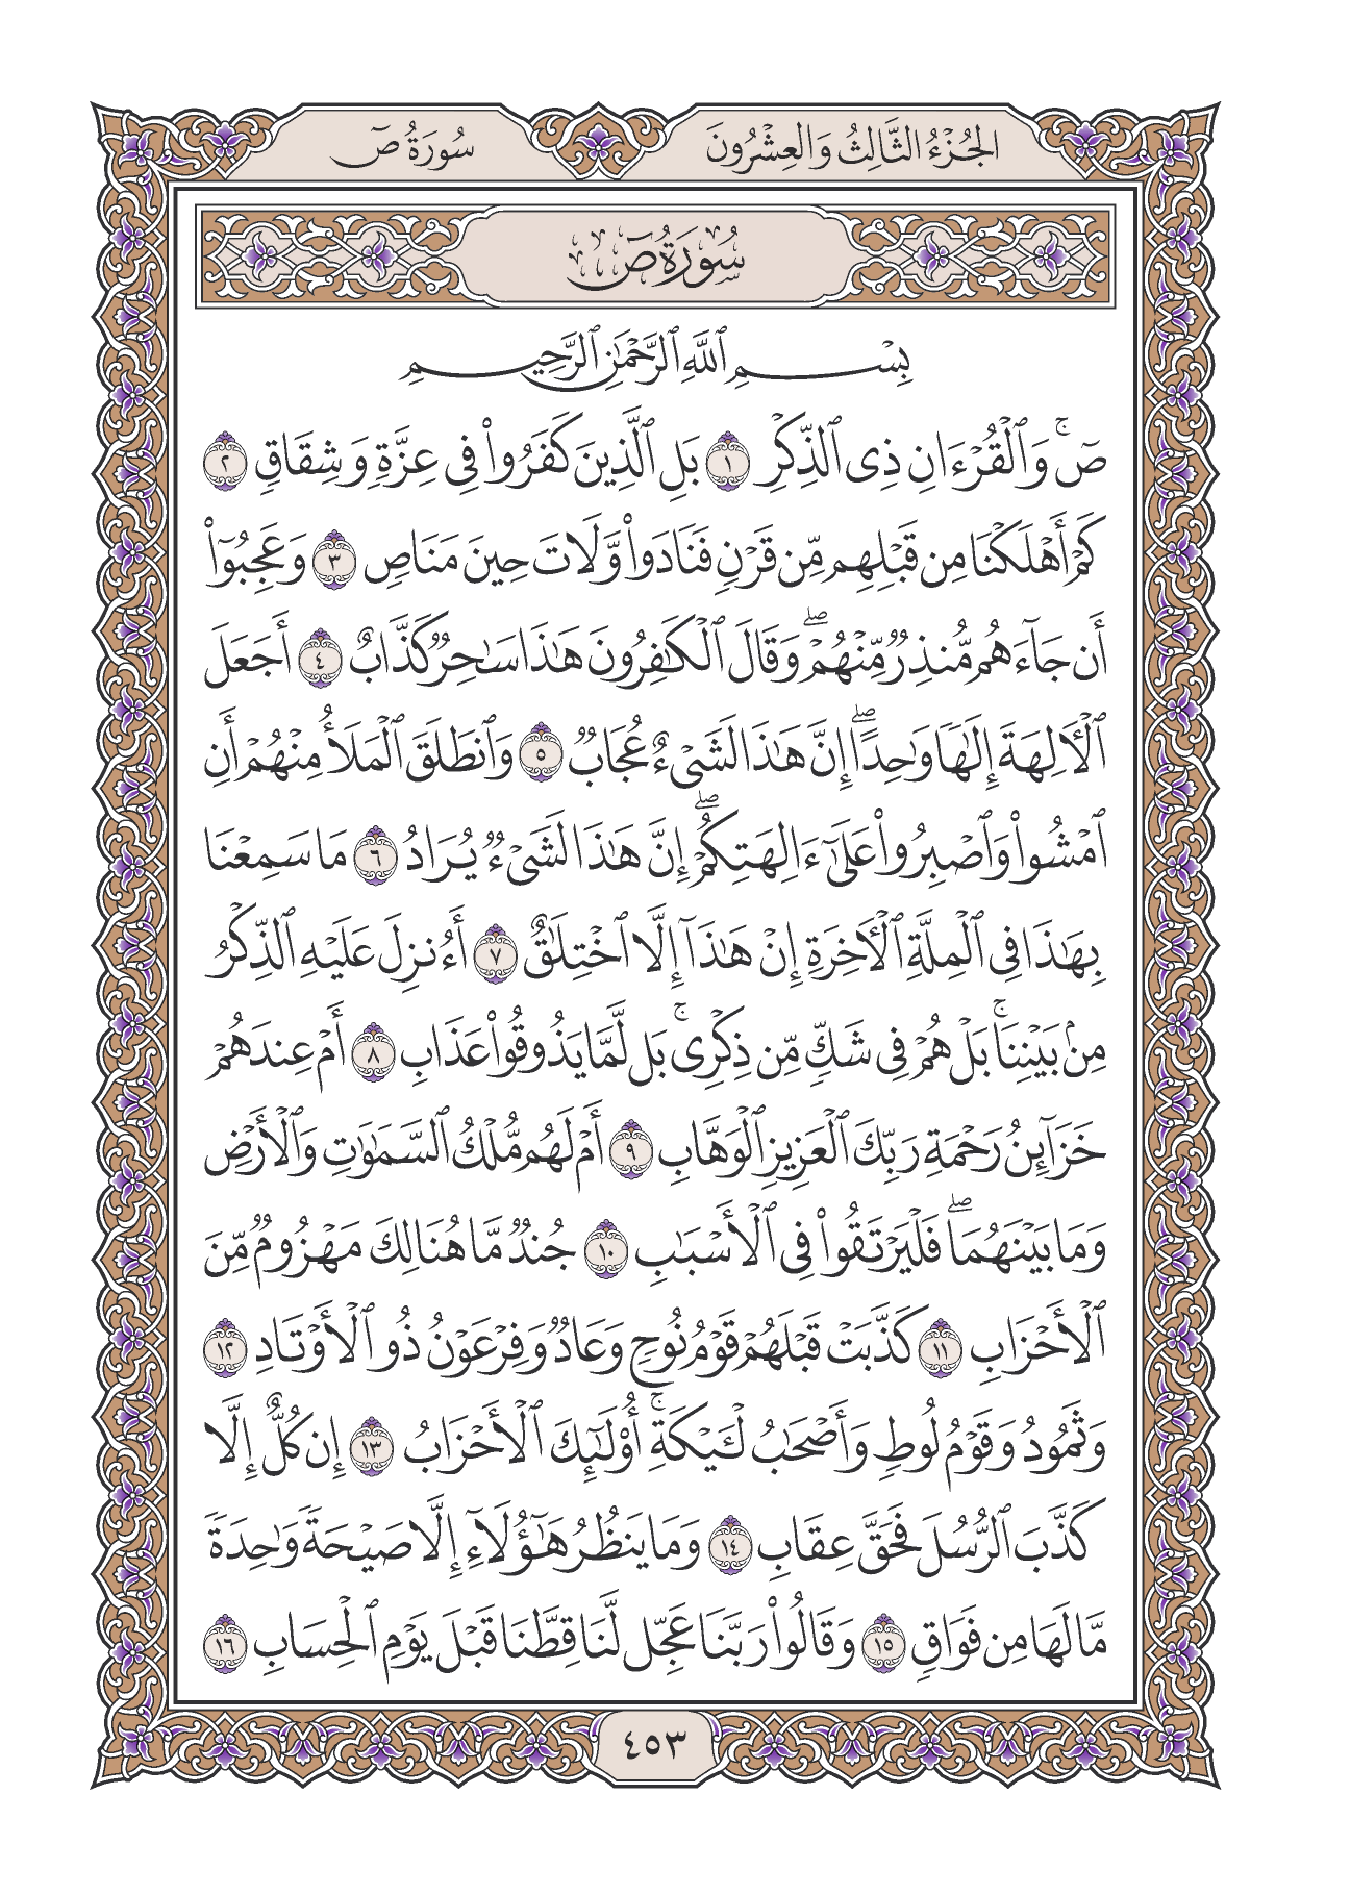 الجُزْءُ الثَّالِثُ وَالعِشْرُونَ
سُورَةُ صٓ
سُورَةُ صٓ
بِسْمِ ٱللَّهِ ٱلرَّحْمَٰنِ ٱلرَّحِيمِ
صٓۚ وَٱلْقُرْءَانِ ذِى ٱلذِّكْرِ ١ بَلِ ٱلَّذِينَ كَفَرُوا۟ فِى عِزَّةٍ وَشِقَاقٍ ٢
كَمْ أَهْلَكْنَا مِن قَبْلِهِم مِّن قَرْنٍ فَنَادَوا۟ وَّلَاتَ حِينَ مَنَاصٍ ٣ وَعَجِبُوٓا۟
أَن جَآءَهُم مُّنذِرٌ مِّنْهُمْۖ وَقَالَ ٱلْكَٰفِرُونَ هَٰذَا سَٰحِرٌ كَذَّابٌ ٤ أَجَعَلَ
ٱلْأَلِهَةَ إِلَٰهًا وَٰحِدًاۖ إِنَّ هَٰذَا لَشَىْءٌ عُجَابٌ ٥ وَٱنطَلَقَ ٱلْمَلَأُ مِنْهُمْ أَنِ
ٱمْشُوا۟ وَٱصْبِرُوا۟ عَلَىٰٓ ءَالِهَتِكُمْۖ إِنَّ هَٰذَا لَشَىْءٌ يُرَادُ ٦ مَا سَمِعْنَا
بِهَٰذَا فِى ٱلْمِلَّةِ ٱلْأَخِرَةِ إِنْ هَٰذَآ إِلَّا ٱخْتِلَٰقٌ ٧ أَءُنزِلَ عَلَيْهِ ٱلذِّكْرُ
مِنۢ بَيْنِنَاۚ بَلْ هُمْ فِى شَكٍّ مِّن ذِكْرِىۚ بَل لَّمَّا يَذُوقُوا۟ عَذَابِ ٨ أَمْ عِندَهُمْ
خَزَآئِنُ رَحْمَةِ رَبِّكَ ٱلْعَزِيزِ ٱلْوَهَّابِ ٩ أَمْ لَهُم مُّلْكُ ٱلسَّمَٰوَٰتِ وَٱلْأَرْضِ
وَمَا بَيْنَهُمَاۖ فَلْيَرْتَقُوا۟ فِى ٱلْأَسْبَٰبِ ١٠ جُندٌ مَّا هُنَالِكَ مَهْزُومٌ مِّنَ
ٱلْأَحْزَابِ ١١ كَذَّبَتْ قَبْلَهُمْ قَوْمُ نُوحٍ وَعَادٌ وَفِرْعَوْنُ ذُو ٱلْأَوْتَادِ ١٢
وَثَمُودُ وَقَوْمُ لُوطٍ وَأَصْحَٰبُ لْـَٔيْكَةِۚ أُو۟لَٰٓئِكَ ٱلْأَحْزَابُ ١٣ إِن كُلٌّ إِلَّا
كَذَّبَ ٱلرُّسُلَ فَحَقَّ عِقَابِ ١٤ وَمَا يَنظُرُ هَٰٓؤُلَآءِ إِلَّا صَيْحَةً وَٰحِدَةً
مَّا لَهَا مِن فَوَاقٍ ١٥ وَقَالُوا۟ رَبَّنَا عَجِّل لَّنَا قِطَّنَا قَبْلَ يَوْمِ ٱلْحِسَابِ ١٦
٤٥٣